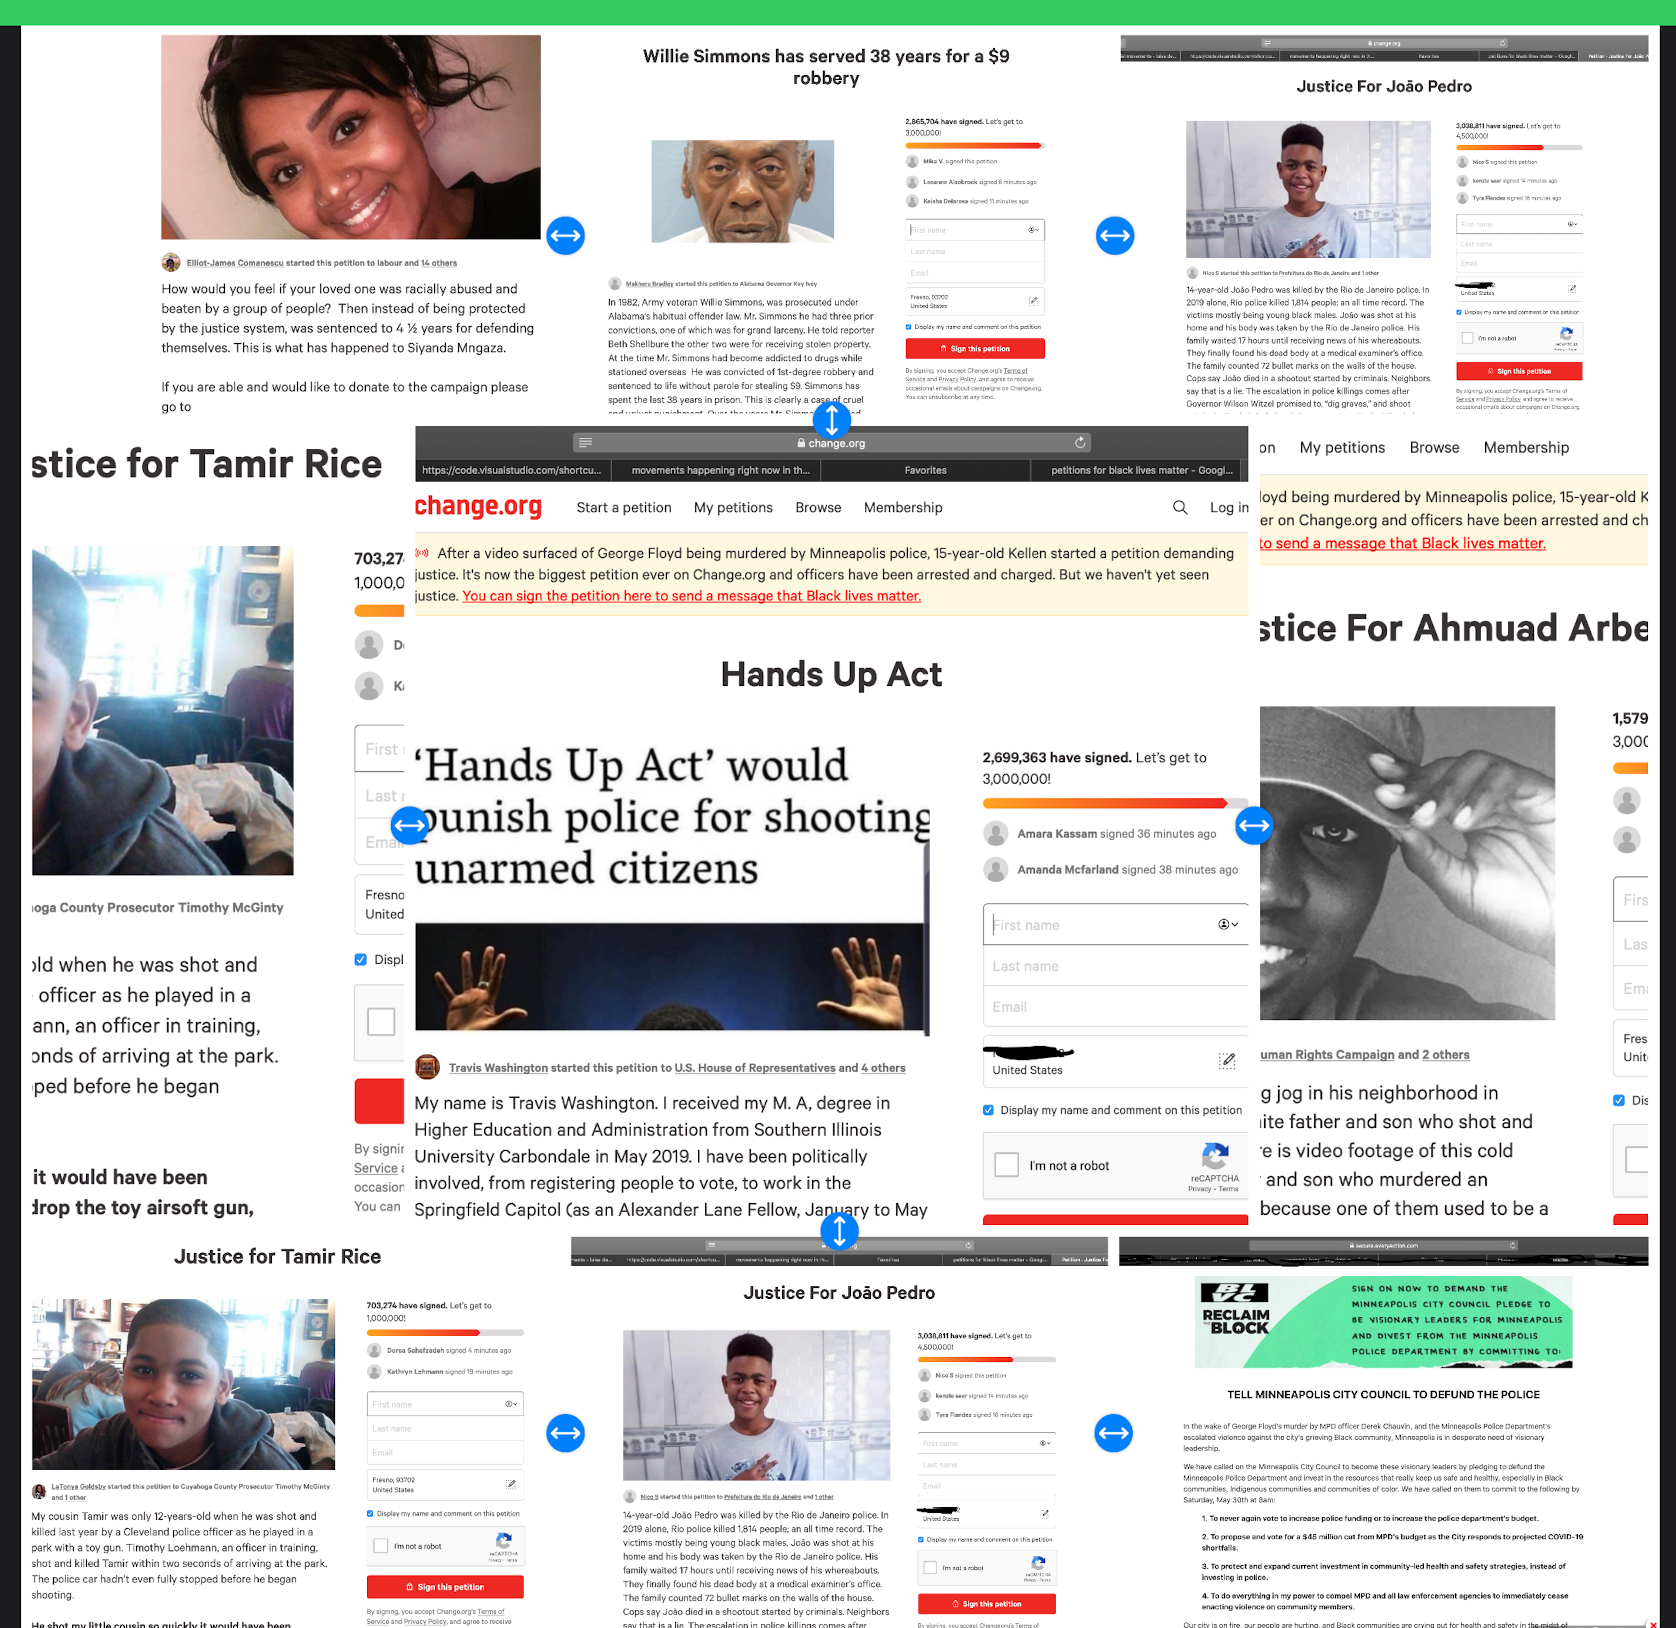 Elliot-James Comanescu started this petition to labour and 14 others
How would you feel if your loved one was racially abused and
beaten by a group of people?  Then instead of being protected
by the justice system, was sentenced to 4 ½ years for defending
themselves. This is what has happened to Siyanda Mngaza.
If you are able and would like to donate to the campaign please
go to
Willie Simmons has served 38 years for a $9
robbery
2,865,704 have signed. Let's get to
3,000,000!
Mika V. signed this petition
Leeanne Alsobrook signed 6 minutes ago
Keisha Delarosa signed 11 minutes ago
First name
Last name
Email
Fresno, 93702
United States
Display my name and comment on this petition
Sign this petition
By signing, you accept Change.org's Terms of
Service and Privacy Policy, and agree to receive
occasional emails about campaigns on Change.org.
You can unsubscribe at any time.
Makheru Bradley started this petition to Alabama Governor Kay Ivey
In 1982, Army veteran Willie Simmons, was prosecuted under
Alabama's habitual offender law. Mr. Simmons he had three prior
convictions, one of which was for grand larceny. He told reporter
Beth Shellbure the other two were for receiving stolen property.
At the time Mr. Simmons had become addicted to drugs while
stationed overseas  He was convicted of 1st-degree robbery and
sentenced to life without parole for stealing $9. Simmons has
spent the last 38 years in prison. This is clearly a case of cruel
change.org
Justice For João Pedro
3,038,811 have signed. Let's get to
4,500,000!
Nico S signed this petition
kenzie saar signed 14 minutes ago
Tyra Flandez signed 16 minutes ago
First name
Last name
Email
United States
Display my name and comment on this petition
I'm not a robot
reCAPTCHA
Privacy - Terms
Sign this petition
By signing, you accept Change.org's Terms of
Service and Privacy Policy, and agree to receive
occasional emails about campaigns on Change.org.
Nico S started this petition to Prefeitura do Rio de Janeiro and 1 other
14-year-old João Pedro was killed by the Rio de Janeiro police. In
2019 alone, Rio police killed 1,814 people; an all time record. The
victims mostly being young black males. João was shot at his
home and his body was taken by the Rio de Janeiro police. His
family waited 17 hours until receiving news of his whereabouts.
They finally found his dead body at a medical examiner's office.
The family counted 72 bullet marks on the walls of the house.
Cops say João died in a shootout started by criminals. Neighbors
say that is a lie. The escalation in police killings comes after
Governor Wilson Witzel promised to, "dig graves," and shoot
stice for Tamir Rice
703,27
1,000,0
First
Last
Emai
Fresno
United
Displ
By signin
Service a
occasion
You can
oga County Prosecutor Timothy McGinty
old when he was shot and
officer as he played in a
ann, an officer in training,
onds of arriving at the park.
ped before he began
it would have been
drop the toy airsoft gun,
change.org
https://code.visualstudio.com/shortcu...
movements happening right now in th...
Favorites
petitions for black lives matter - Googl...
change.org
Start a petition
My petitions
Browse
Membership
Log in
After a video surfaced of George Floyd being murdered by Minneapolis police, 15-year-old Kellen started a petition demanding
justice. It's now the biggest petition ever on Change.org and officers have been arrested and charged. But we haven't yet seen
justice. You can sign the petition here to send a message that Black lives matter.
Hands Up Act
'Hands Up Act' would
punish police for shooting
unarmed citizens
2,699,363 have signed. Let's get to
3,000,000!
Amara Kassam signed 36 minutes ago
Amanda Mcfarland signed 38 minutes ago
First name
Last name
Email
United States
Display my name and comment on this petition
I'm not a robot
reCAPTCHA
Privacy - Terms
Travis Washington started this petition to U.S. House of Representatives and 4 others
My name is Travis Washington. I received my M. A, degree in
Higher Education and Administration from Southern Illinois
University Carbondale in May 2019. I have been politically
involved, from registering people to vote, to work in the
Springfield Capitol (as an Alexander Lane Fellow, January to May
on
My petitions
Browse
Membership
loyd being murdered by Minneapolis police, 15-year-old K
er on Change.org and officers have been arrested and ch
to send a message that Black lives matter.
stice For Ahmuad Arbe
1,579
3,000
Firs
Las
Ema
Fres
Unit
Dis
uman Rights Campaign and 2 others
g jog in his neighborhood in
ite father and son who shot and
re is video footage of this cold
and son who murdered an
because one of them used to be a
Justice for Tamir Rice
703,274 have signed. Let's get to
1,000,000!
Dorsa Sahafzadeh signed 4 minutes ago
Kathryn Lehmann signed 19 minutes ago
First name
Last name
Email
Fresno, 93702
United States
Display my name and comment on this petition
I'm not a robot
reCAPTCHA
Privacy - Terms
Sign this petition
By signing, you accept Change.org's Terms of
Service and Privacy Policy, and agree to receive
LaTonya Goldsby started this petition to Cuyahoga County Prosecutor Timothy McGinty
and 1 other
My cousin Tamir was only 12-years-old when he was shot and
killed last year by a Cleveland police officer as he played in a
park with a toy gun. Timothy Loehmann, an officer in training,
shot and killed Tamir within two seconds of arriving at the park.
The police car hadn't even fully stopped before he began
shooting.
He shot my little cousin so quickly it would have been
Justice For João Pedro
3,038,811 have signed. Let's get to
4,500,000!
Nico S signed this petition
kenzie saar signed 14 minutes ago
Tyra Flandez signed 16 minutes ago
First name
Last name
Email
United States
Display my name and comment on this petition
I'm not a robot
reCAPTCHA
Privacy - Terms
Sign this petition
By signing, you accept Change.org's Terms of
Nico S started this petition to Prefeitura do Rio de Janeiro and 1 other
14-year-old João Pedro was killed by the Rio de Janeiro police. In
2019 alone, Rio police killed 1,814 people; an all time record. The
victims mostly being young black males. João was shot at his
home and his body was taken by the Rio de Janeiro police. His
family waited 17 hours until receiving news of his whereabouts.
They finally found his dead body at a medical examiner's office.
The family counted 72 bullet marks on the walls of the house.
Cops say João died in a shootout started by criminals. Neighbors
say that is a lie. The escalation in police killings comes after
secure.everyaction.com
BLVC
RECLAIM
THE BLOCK
SIGN ON NOW TO DEMAND THE
MINNEAPOLIS CITY COUNCIL PLEDGE TO
BE VISIONARY LEADERS FOR MINNEAPOLIS
AND DIVEST FROM THE MINNEAPOLIS
POLICE DEPARTMENT BY COMMITTING TO:
TELL MINNEAPOLIS CITY COUNCIL TO DEFUND THE POLICE
In the wake of George Floyd's murder by MPD officer Derek Chauvin, and the Minneapolis Police Department's
escalated violence against the city's grieving Black community, Minneapolis is in desperate need of visionary
leadership.
We have called on the Minneapolis City Council to become these visionary leaders by pledging to defund the
Minneapolis Police Department and invest in the resources that really keep us safe and healthy, especially in Black
communities, Indigenous communities and communities of color. We have called on them to commit to the following by
Saturday, May 30th at 8am:
1. To never again vote to increase police funding or to increase the police department's budget.
2. To propose and vote for a $45 million cut from MPD's budget as the City responds to projected COVID-19
shortfalls.
3. To protect and expand current investment in community-led health and safety strategies, instead of
investing in police.
4. To do everything in my power to compel MPD and all law enforcement agencies to immediately cease
enacting violence on community members.
Our city is on fire, our people are hurting, and Black communities are crying out for health and safety in the midst of